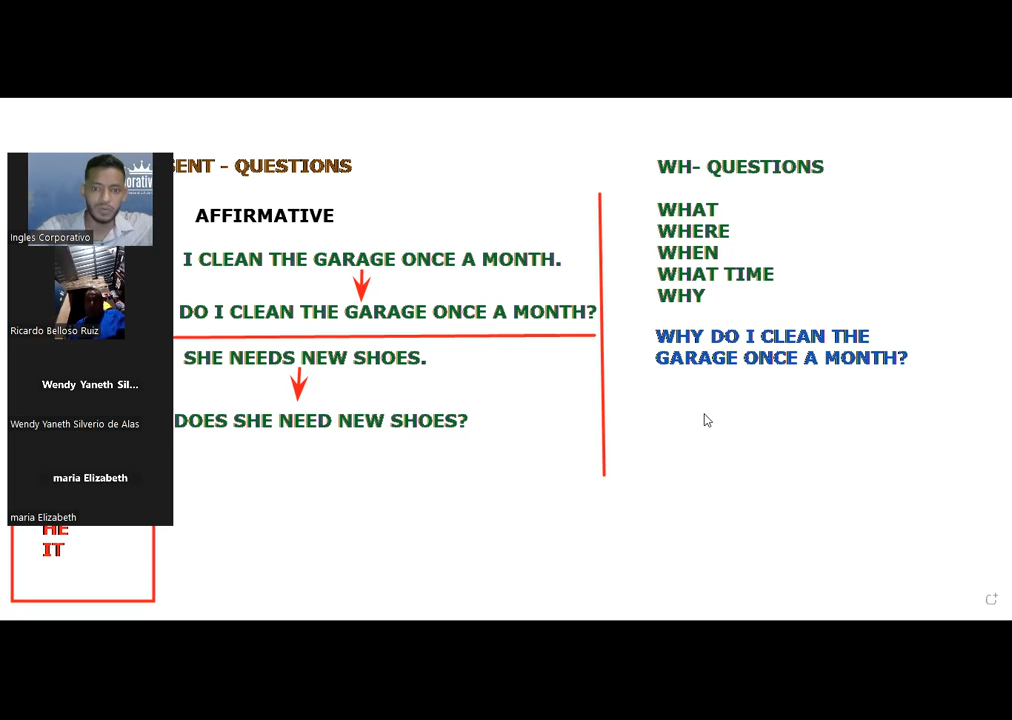 SENT - QUESTIONS
AFFIRMATIVE
I CLEAN THE GARAGE ONCE A MONTH.
DO I CLEAN THE GARAGE ONCE A MONTH?
SHE NEEDS NEW SHOES.
DOES SHE NEED NEW SHOES?
HE
IT
WH- QUESTIONS
WHAT
WHERE
WHEN
WHAT TIME
WHY
WHY DO I CLEAN THE
GARAGE ONCE A MONTH?
orativ
Ingles Corporativo
Ricardo Belloso Ruiz
Wendy Yaneth Sil...
Wendy Yaneth Silverio de Alas
maria Elizabeth
maria Elizabeth